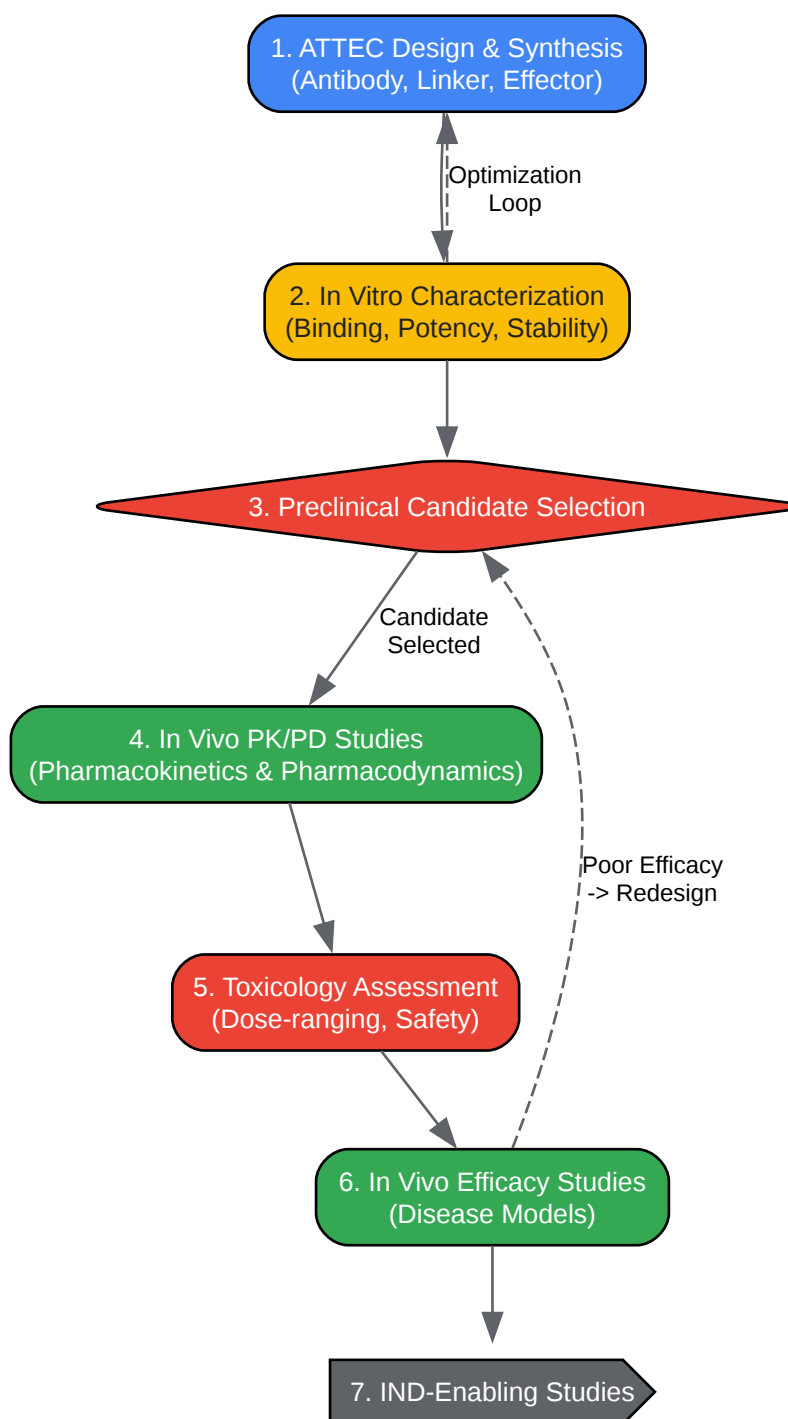 1. ATTEC Design & Synthesis
(Antibody, Linker, Effector)
Optimization
Loop
2. In Vitro Characterization
(Binding, Potency, Stability)
3. Preclinical Candidate Selection
Candidate
Selected
4. In Vivo PK/PD Studies
(Pharmacokinetics & Pharmacodynamics)
Poor Efficacy
-> Redesign
5. Toxicology Assessment
(Dose-ranging, Safety)
6. In Vivo Efficacy Studies
(Disease Models)
7. IND-Enabling Studies